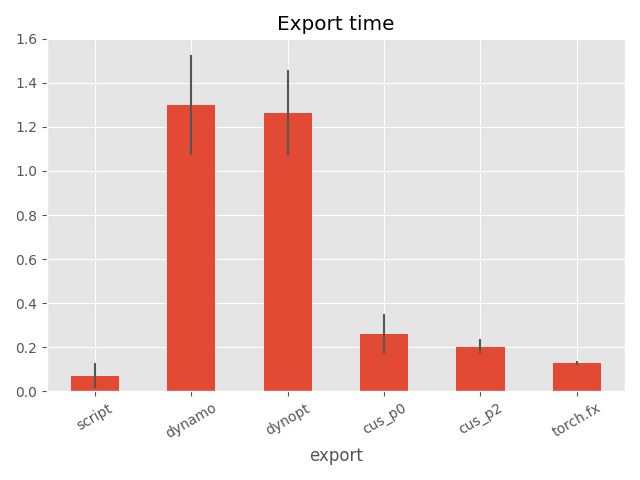 Export time
1.6
1.4
1.2
1.0
0.8
0.6
0.4
0.2
0.0
script
dynamo
dynopt
cus_p0
cus_p2
torch.fx
export